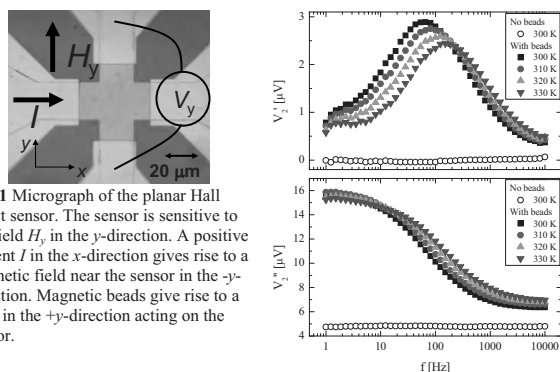 H_y
I
V_y
y
x
20 µm
1 Micrograph of the planar Hall
t sensor. The sensor is sensitive to
ield H_y in the y-direction. A positive
ent I in the x-direction gives rise to a
netic field near the sensor in the -y-
ction. Magnetic beads give rise to a
in the +y-direction acting on the
or.
3
2
1
0
V_2' [µV]
No beads
300 K
With beads
300 K
310 K
320 K
330 K
16
14
12
10
8
6
4
V_2'' [µV]
No beads
300 K
With beads
300 K
310 K
320 K
330 K
1 10 100 1000 10000
f [Hz]